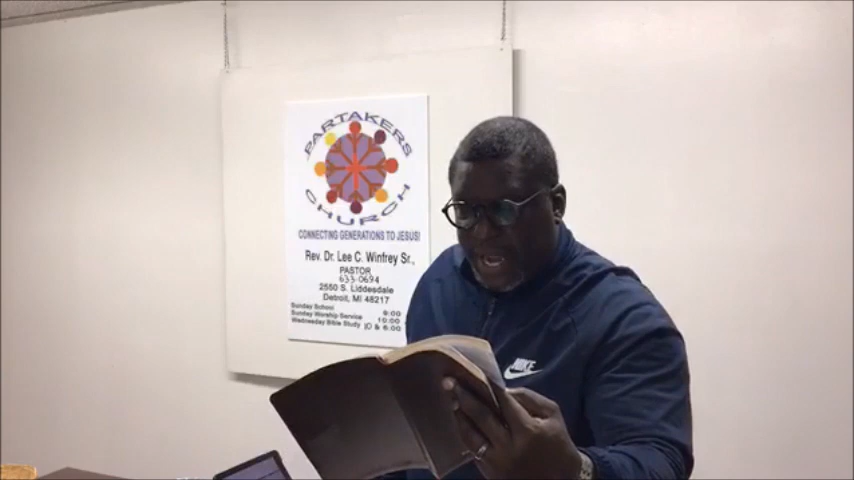 PARTAKERS
CHURCH
CONNECTING GENERATIONS TO JESUS!
Rev. Dr. Lee C. Winfrey Sr.,
PASTOR
633-0694
2550 S. Liddesdale
Detroit, MI 48217
Sunday School 9:00
Sunday Worship Service 10:00
Wednesday Bible Study 10 & 6:00
NIKE